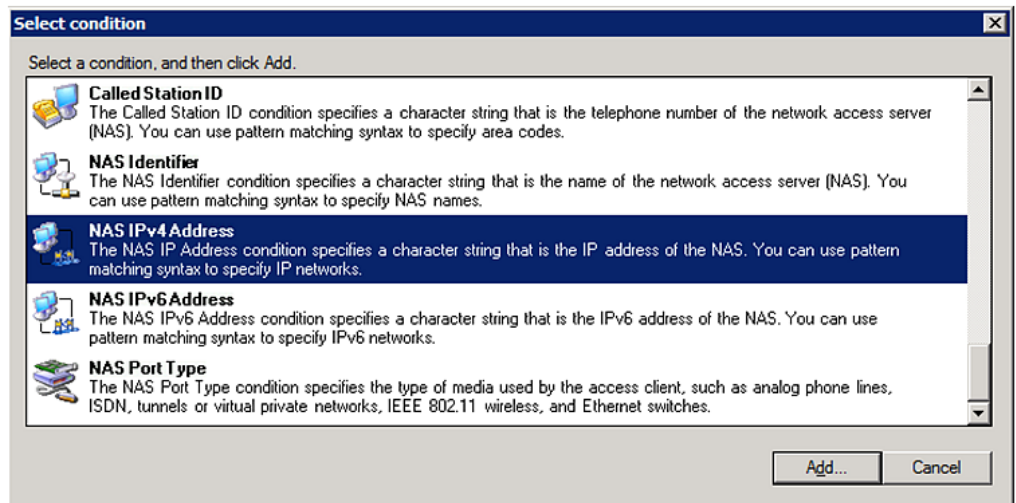 Select condition
Select a condition, and then click Add.
Called Station ID
The Called Station ID condition specifies a character string that is the telephone number of the network access server
(NAS). You can use pattern matching syntax to specify area codes.
NAS Identifier
The NAS Identifier condition specifies a character string that is the name of the network access server (NAS). You
can use pattern matching syntax to specify NAS names.
NAS IPv4 Address
The NAS IP Address condition specifies a character string that is the IP address of the NAS. You can use pattern
matching syntax to specify IP networks.
NAS IPv6 Address
The NAS IPv6 Address condition specifies a character string that is the IPv6 address of the NAS. You can use
pattern matching syntax to specify IPv6 networks.
NAS Port Type
The NAS Port Type condition specifies the type of media used by the access client, such as analog phone lines,
ISDN, tunnels or virtual private networks, IEEE 802.11 wireless, and Ethernet switches.
Add... Cancel